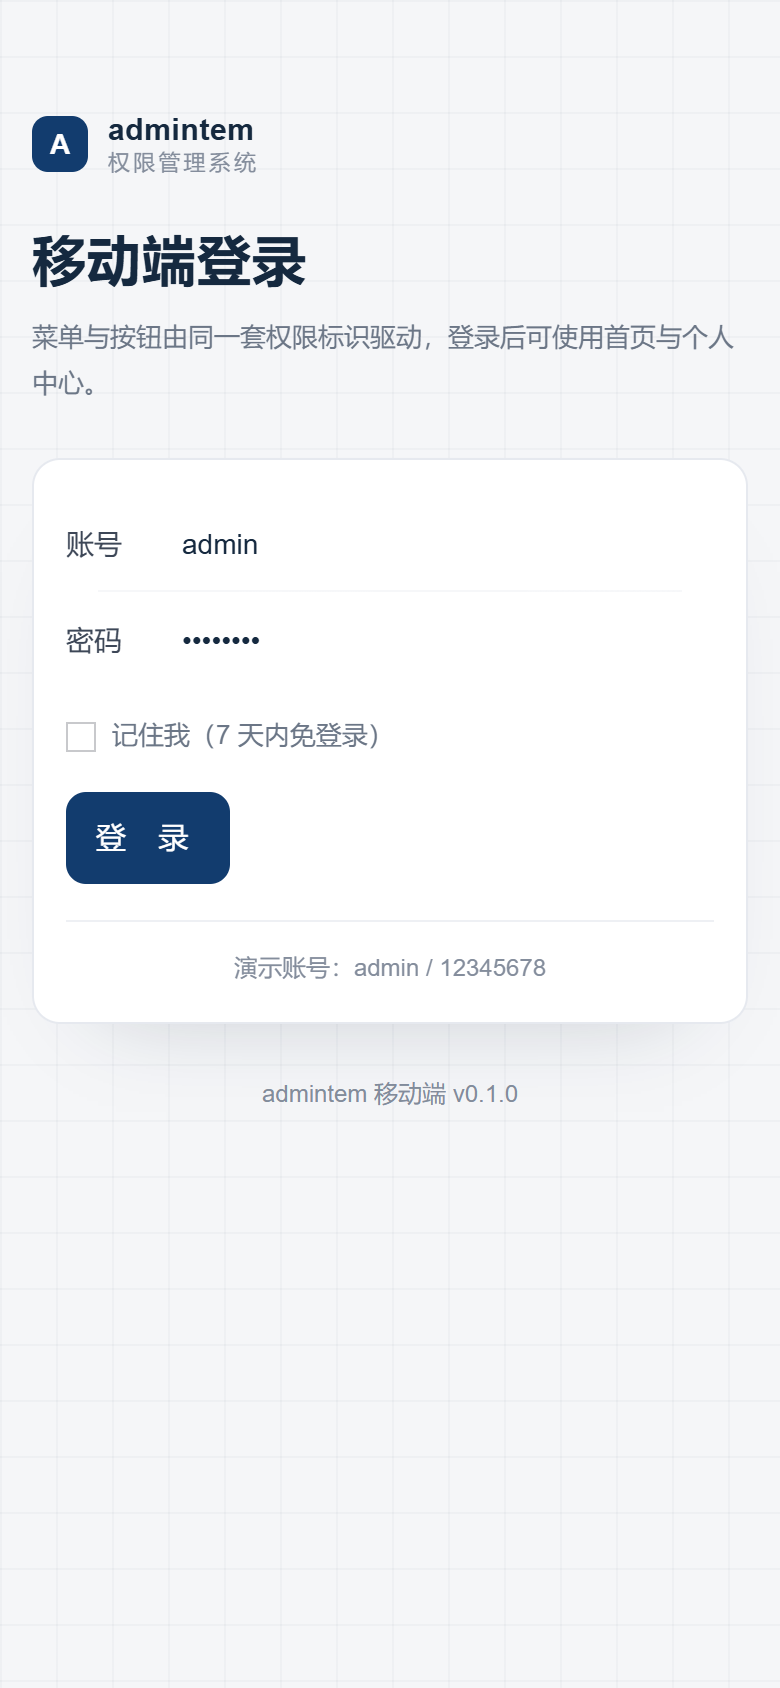 A
admintem
权限管理系统
移动端登录
菜单与按钮由同一套权限标识驱动，登录后可使用首页与个人
中心。
账号 admin
密码 ••••••••
记住我（7 天内免登录）
登 录
演示账号：admin / 12345678
admintem 移动端 v0.1.0